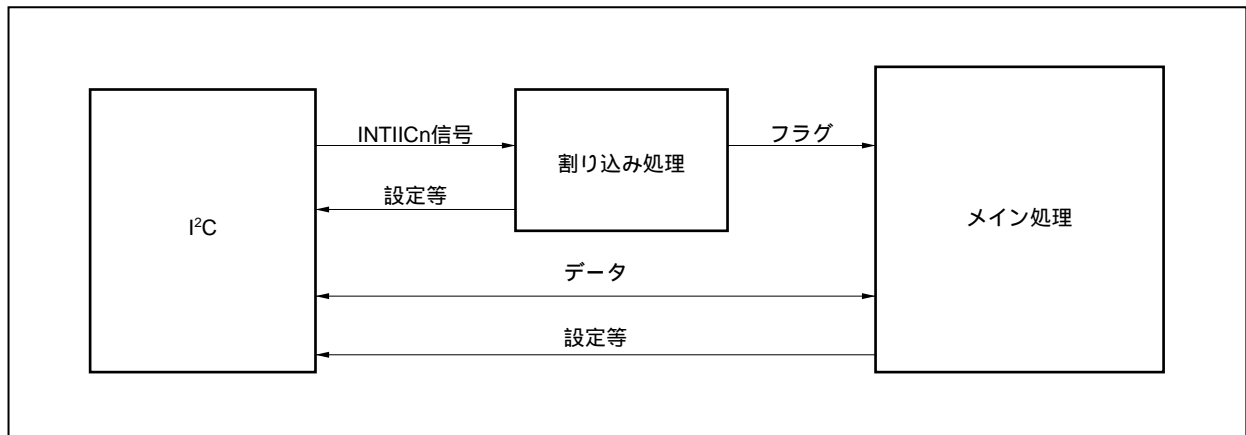 INTIICn信号
フラグ
割り込み処理
設定等
I²C
メイン処理
データ
設定等